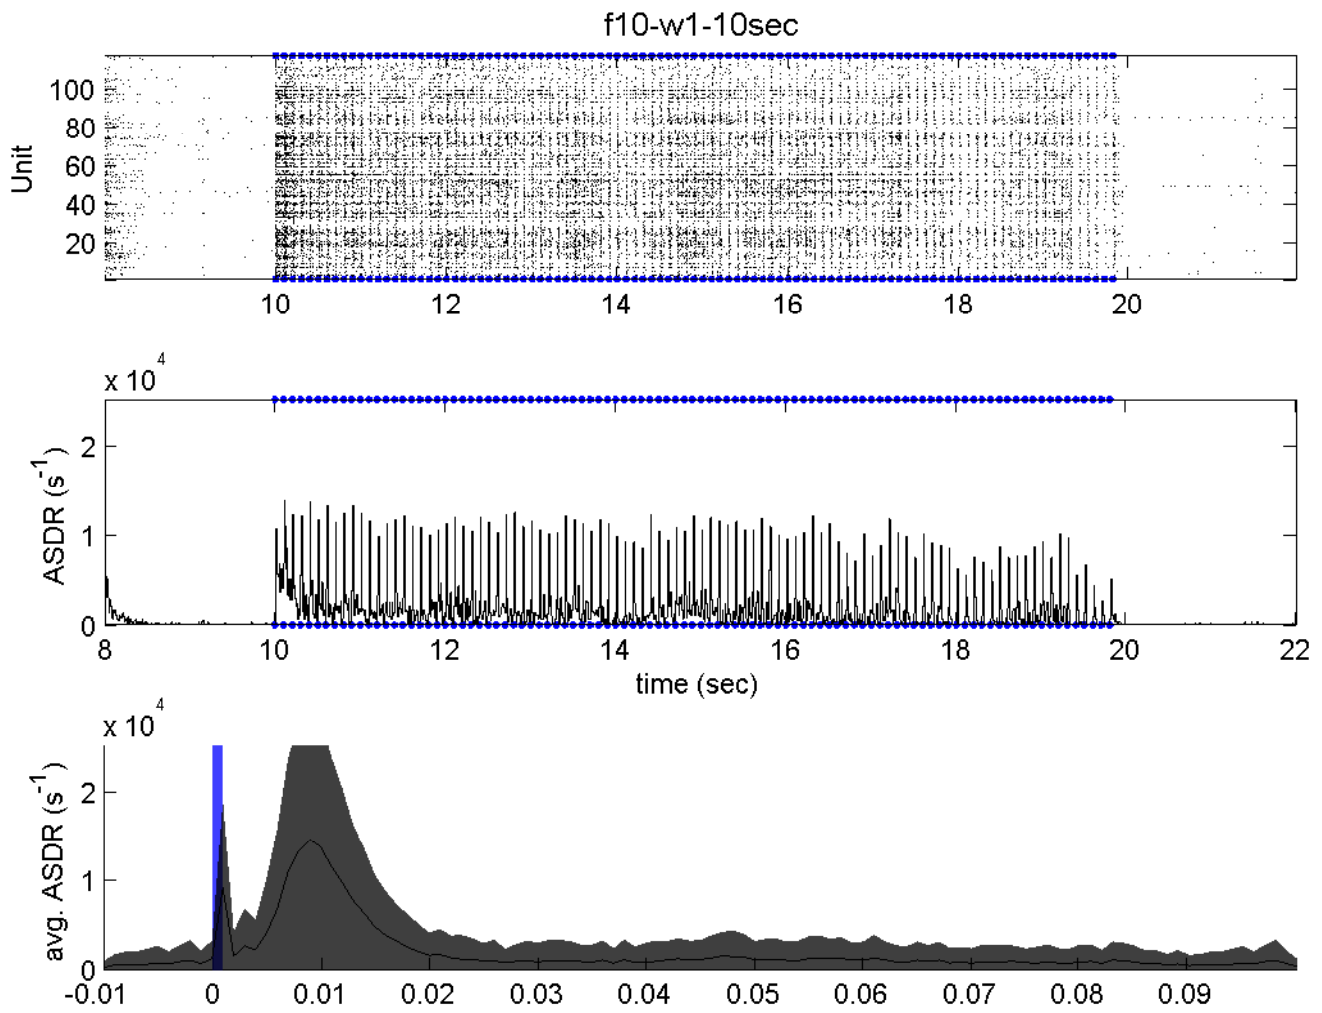 f10-w1-10sec
100
80
60
40
20
Unit
10 12 14 16 18 20
x 10^4
2
1
0
ASDR (s^-1)
8 10 12 14 16 18 20 22
time (sec)
x 10^4
2
1
0
avg. ASDR (s^-1)
-0.01 0 0.01 0.02 0.03 0.04 0.05 0.06 0.07 0.08 0.09